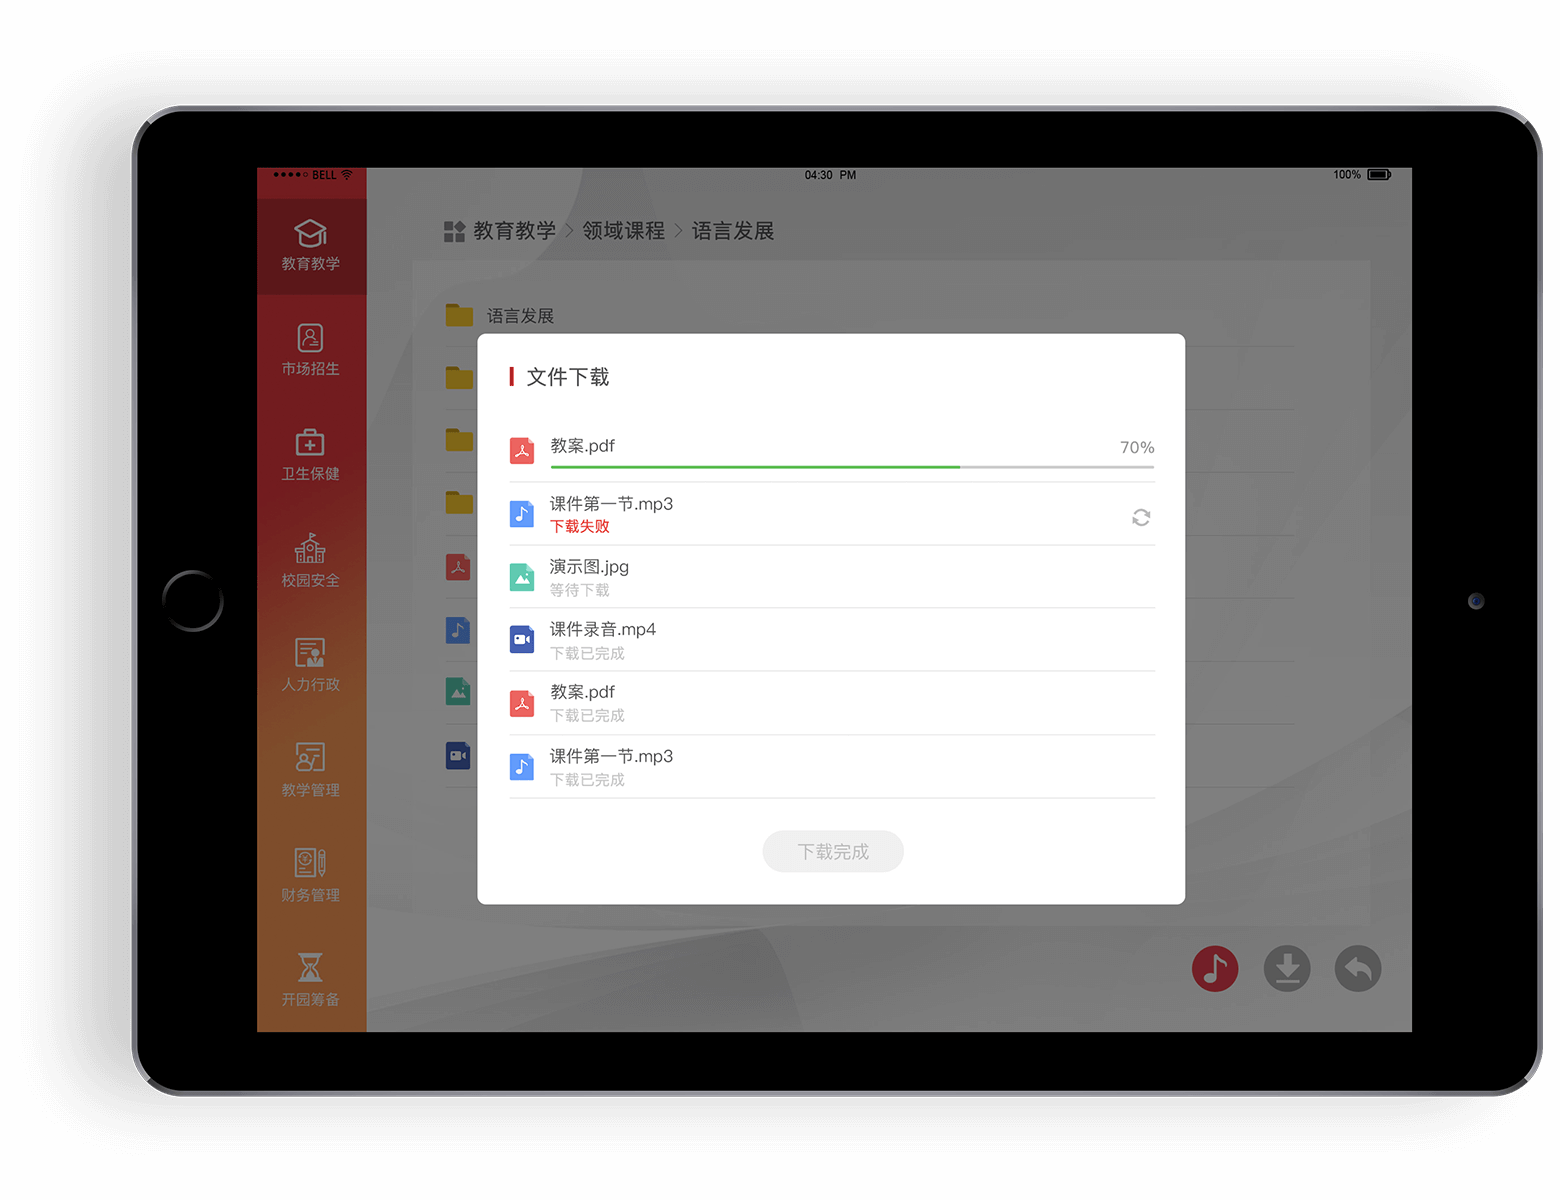 BELL
04:30 PM
100%
教育教学
市场招生
卫生保健
校园安全
人力行政
教学管理
财务管理
开园筹备
教育教学 > 领域课程 > 语言发展
语言发展
文件下载
教案.pdf
70%
课件第一节.mp3
下载失败
演示图.jpg
等待下载
课件录音.mp4
下载已完成
教案.pdf
下载已完成
课件第一节.mp3
下载已完成
下载完成